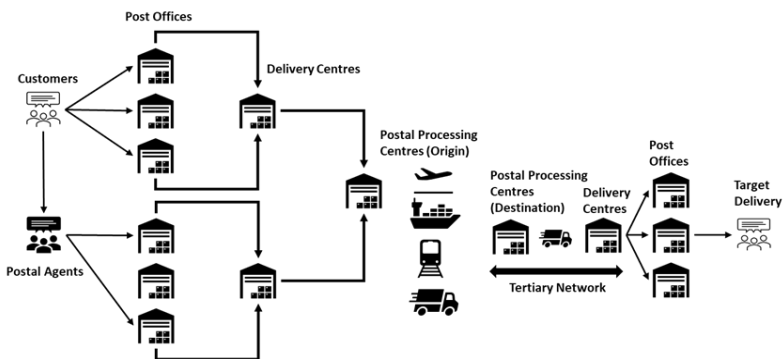 Post Offices
Customers
Delivery Centres
Postal Agents
Postal Processing
Centres (Origin)
Postal Processing
Centres
(Destination)
Delivery
Centres
Post
Offices
Target
Delivery
Tertiary Network